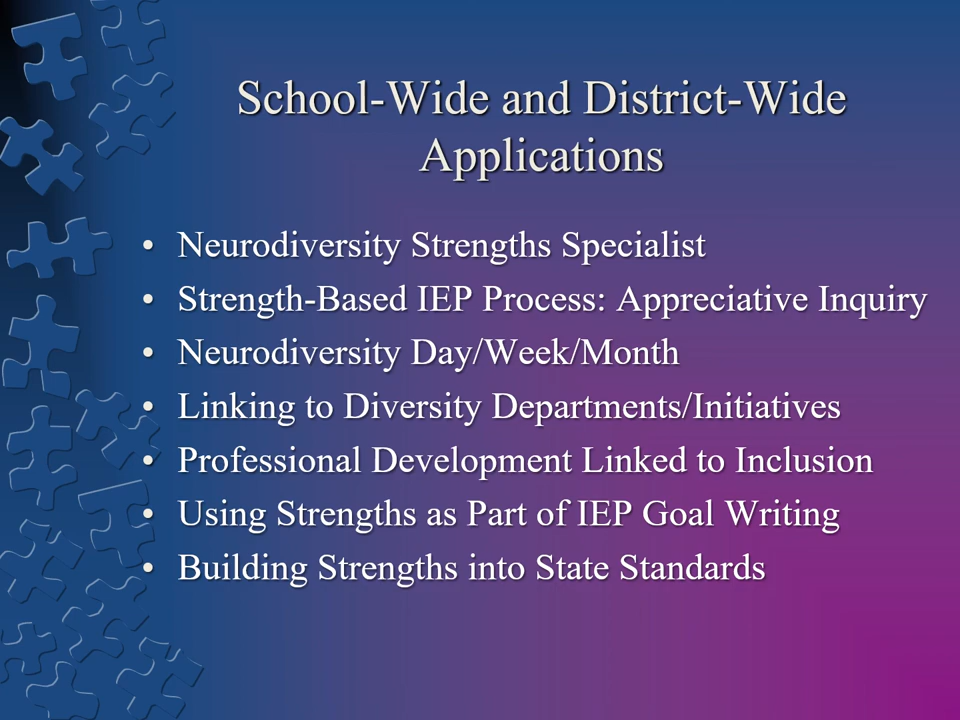 School-Wide and District-Wide
Applications
• Neurodiversity Strengths Specialist
• Strength-Based IEP Process: Appreciative Inquiry
• Neurodiversity Day/Week/Month
• Linking to Diversity Departments/Initiatives
• Professional Development Linked to Inclusion
• Using Strengths as Part of IEP Goal Writing
• Building Strengths into State Standards